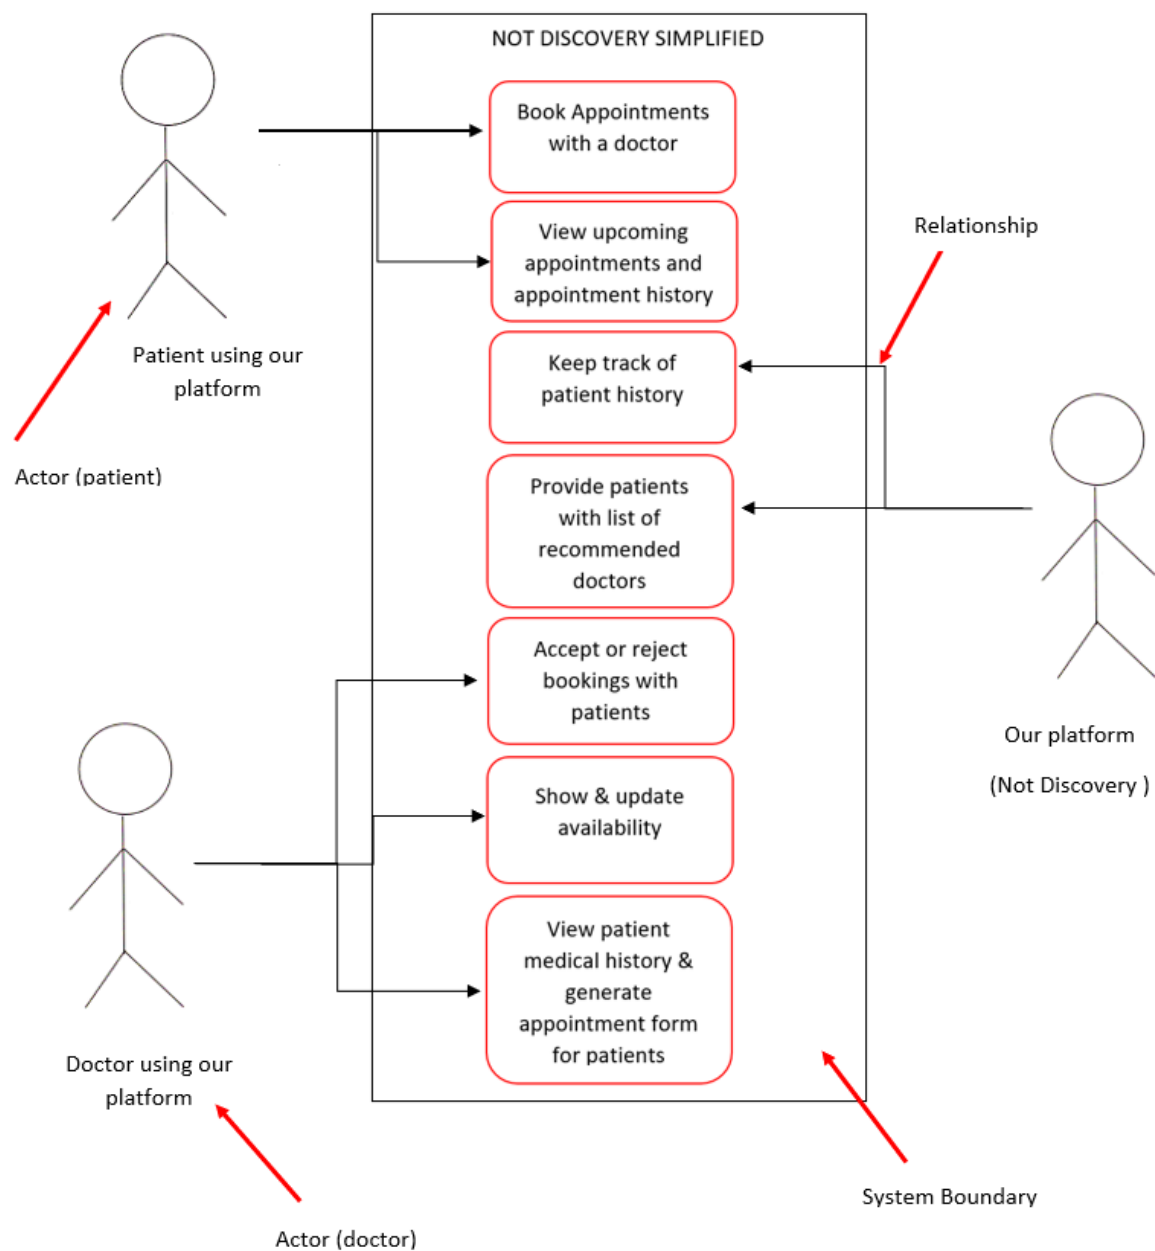 NOT DISCOVERY SIMPLIFIED
Book Appointments
with a doctor
View upcoming
appointments and
appointment history
Relationship
Keep track of
patient history
Patient using our
platform
Actor (patient)
Provide patients
with list of
recommended
doctors
Accept or reject
bookings with
patients
Our platform
(Not Discovery )
Show & update
availability
View patient
medical history &
generate
appointment form
for patients
Doctor using our
platform
System Boundary
Actor (doctor)